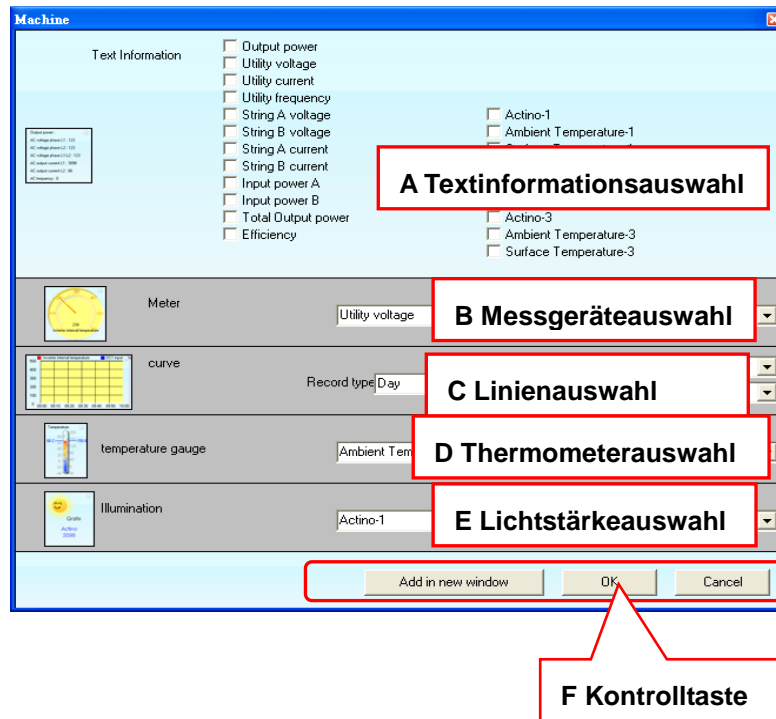 Machine
Text Information
Output power
Utility voltage
Utility current
Utility frequency
String A voltage
String B voltage
String A current
String B current
Input power A
Input power B
Total Output power
Efficiency
Actino-1
Ambient Temperature-1
Actino-3
Ambient Temperature-3
Surface Temperature-3
A Textinformationsauswahl
Meter
Utility voltage
B Messgeräteauswahl
curve
Record type Day
C Linienauswahl
temperature gauge
Ambient Tem
D Thermometerauswahl
Illumination
Actino-1
E Lichtstärkeauswahl
Add in new window
OK
Cancel
F Kontrolltaste